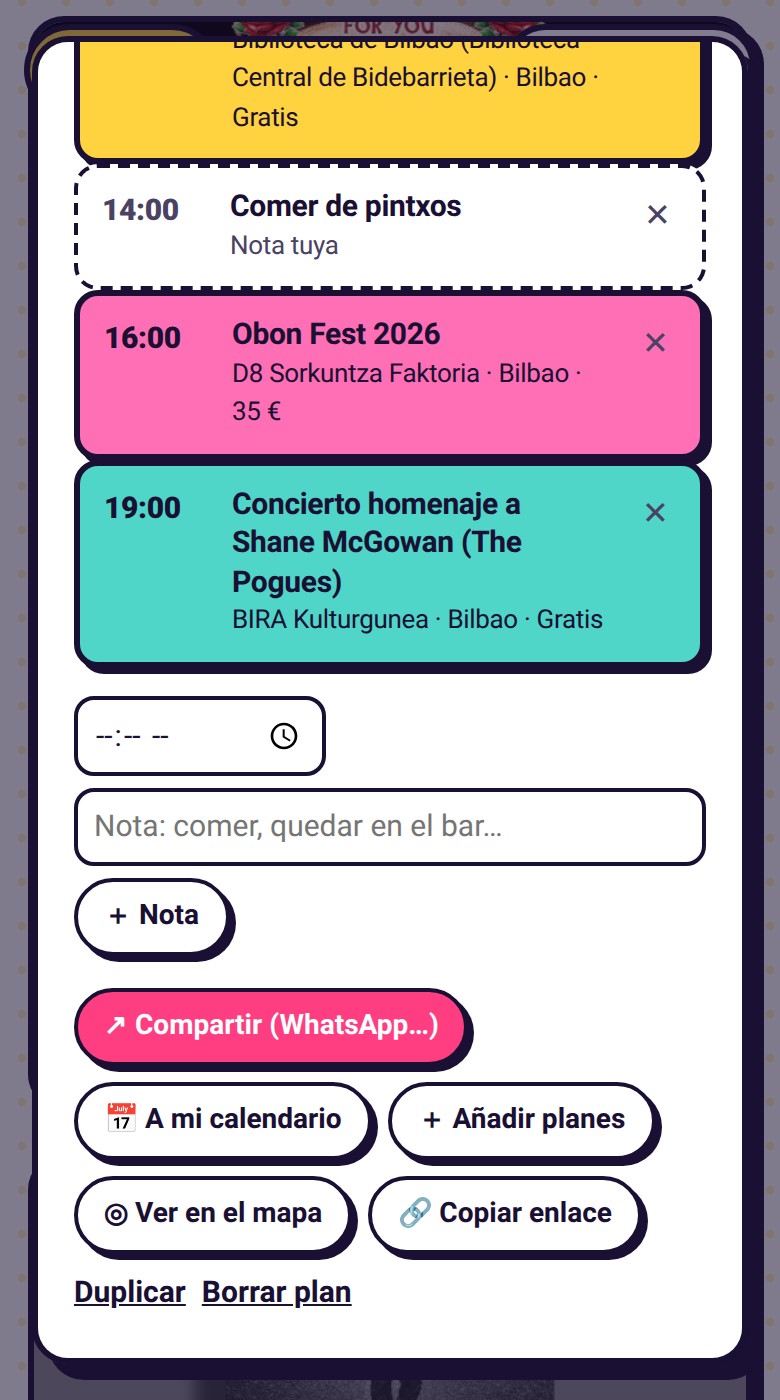 FOR YOU
Biblioteca de Bilbao (Biblioteca
Central de Bidebarrieta) · Bilbao ·
Gratis
14:00
Comer de pintxos
✕
Nota tuya
16:00
Obon Fest 2026
✕
D8 Sorkuntza Faktoria · Bilbao ·
35 €
19:00
Concierto homenaje a
✕
Shane McGowan (The
Pogues)
BIRA Kulturgunea · Bilbao · Gratis
--:-- --
Nota: comer, quedar en el bar…
+ Nota
↗ Compartir (WhatsApp…)
📅 A mi calendario
+ Añadir planes
◎ Ver en el mapa
🔗 Copiar enlace
Duplicar Borrar plan